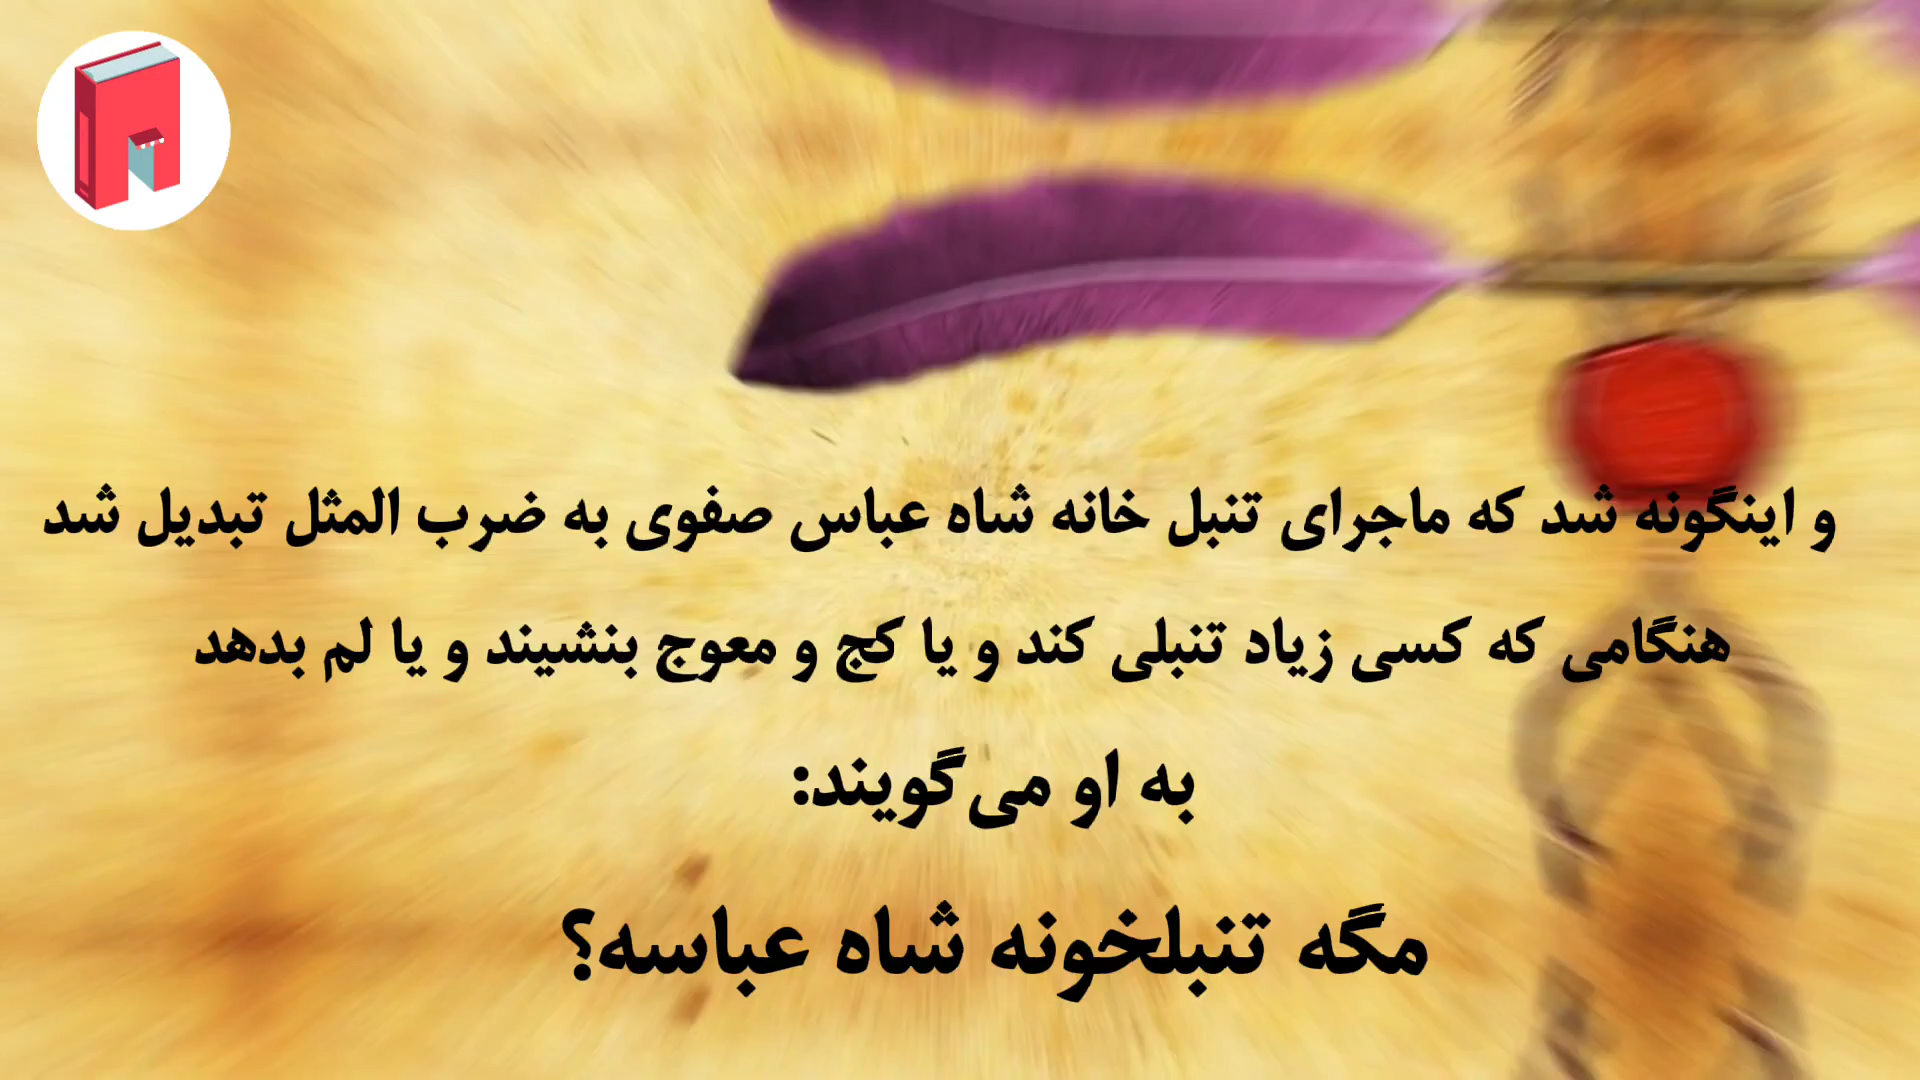 و اینگونه شد که ماجرای تنبل خانه شاه عباس صفوی به ضرب المثل تبدیل شد
هنگامی که کسی زیاد تنبلی کند و یا کج و معوج بنشیند و یا لم بدهد
به او می‌گویند:
مگه تنبلخونه شاه عباسه؟